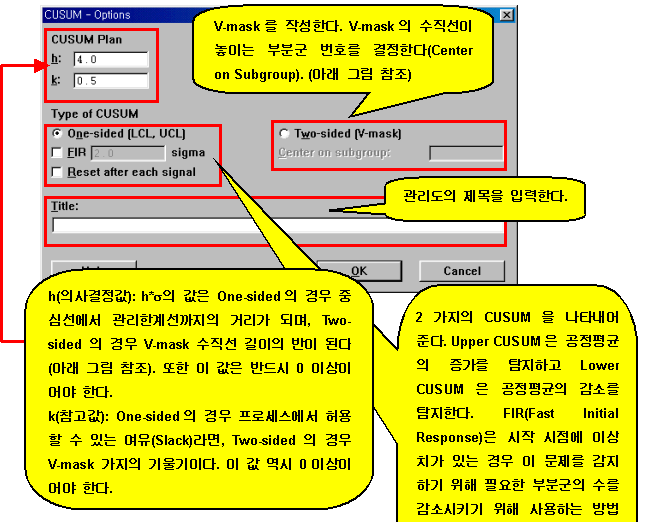 CUSUM - Options
CUSUM Plan
h: 4.0
k: 0.5
V-mask 를 작성한다. V-mask 의 수직선이
놓이는 부분군 번호를 결정한다(Center
on Subgroup). (아래 그림 참조)
Type of CUSUM
One-sided (LCL, UCL)
FIR 2.0 sigma
Reset after each signal
Two-sided (V-mask)
Center on subgroup:
관리도의 제목을 입력한다.
Title:
OK
Cancel
h(의사결정값): h*σ의 값은 One-sided 의 경우 중
심선에서 관리한계선까지의 거리가 되며, Two-
sided 의 경우 V-mask 수직선 길이의 반이 된다
(아래 그림 참조). 또한 이 값은 반드시 0 이상이
어야 한다.
k(참고값): One-sided 의 경우 프로세스에서 허용
할 수 있는 여유(Slack)라면, Two-sided 의 경우
V-mask 가지의 기울기이다. 이 값 역시 0 이상이
어야 한다.
2 가지의 CUSUM 을 나타내어
준다. Upper CUSUM 은 공정평균
의 증가를 탐지하고 Lower
CUSUM 은 공정평균의 감소를
탐지한다. FIR(Fast Initial
Response)은 시작 시점에 이상
치가 있는 경우 이 문제를 감지
하기 위해 필요한 부분군의 수를
감소시키기 위해 사용하는 방법